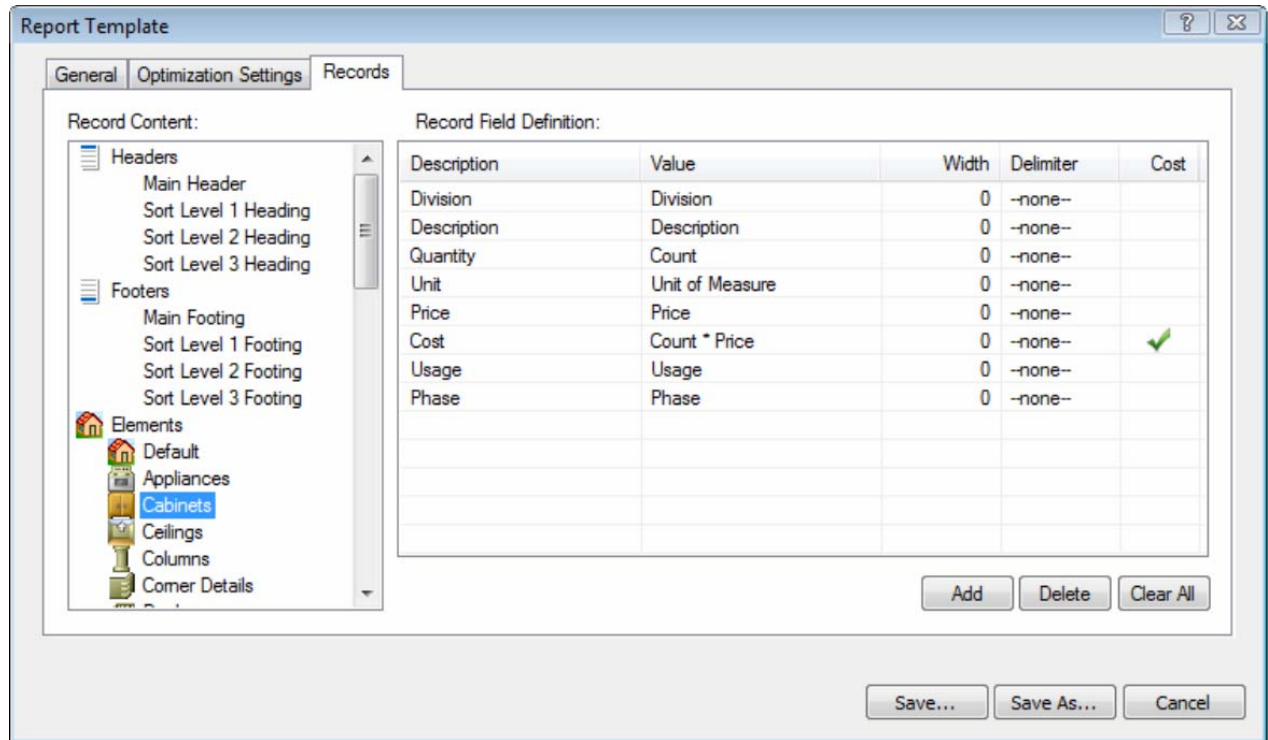 Report Template
General Optimization Settings Records
Record Content:
Headers
Main Header
Sort Level 1 Heading
Sort Level 2 Heading
Sort Level 3 Heading
Footers
Main Footing
Sort Level 1 Footing
Sort Level 2 Footing
Sort Level 3 Footing
Elements
Default
Appliances
Cabinets
Ceilings
Columns
Corner Details
Record Field Definition:
Description Value Width Delimiter Cost
Division Division 0 --none--
Description Description 0 --none--
Quantity Count 0 --none--
Unit Unit of Measure 0 --none--
Price Price 0 --none--
Cost Count * Price 0 --none--
Usage Usage 0 --none--
Phase Phase 0 --none--
Add Delete Clear All
Save... Save As... Cancel